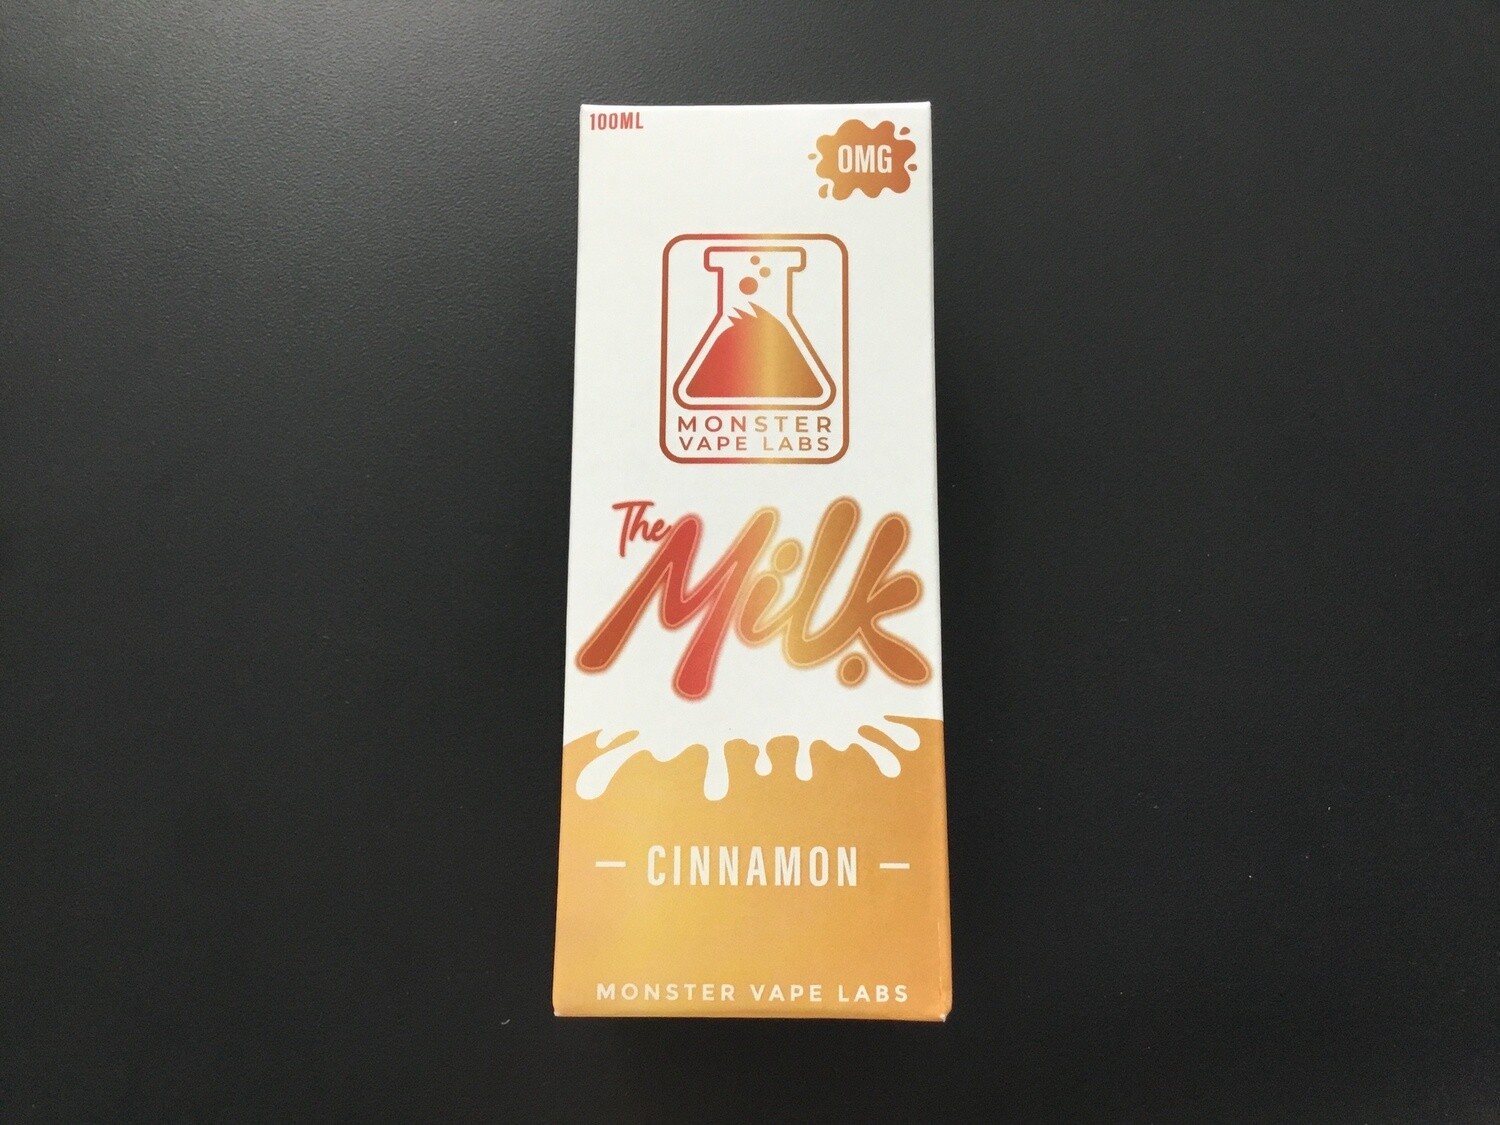 100ML
0MG
MONSTER
VAPE LABS
The
Milk
— CINNAMON —
MONSTER VAPE LABS